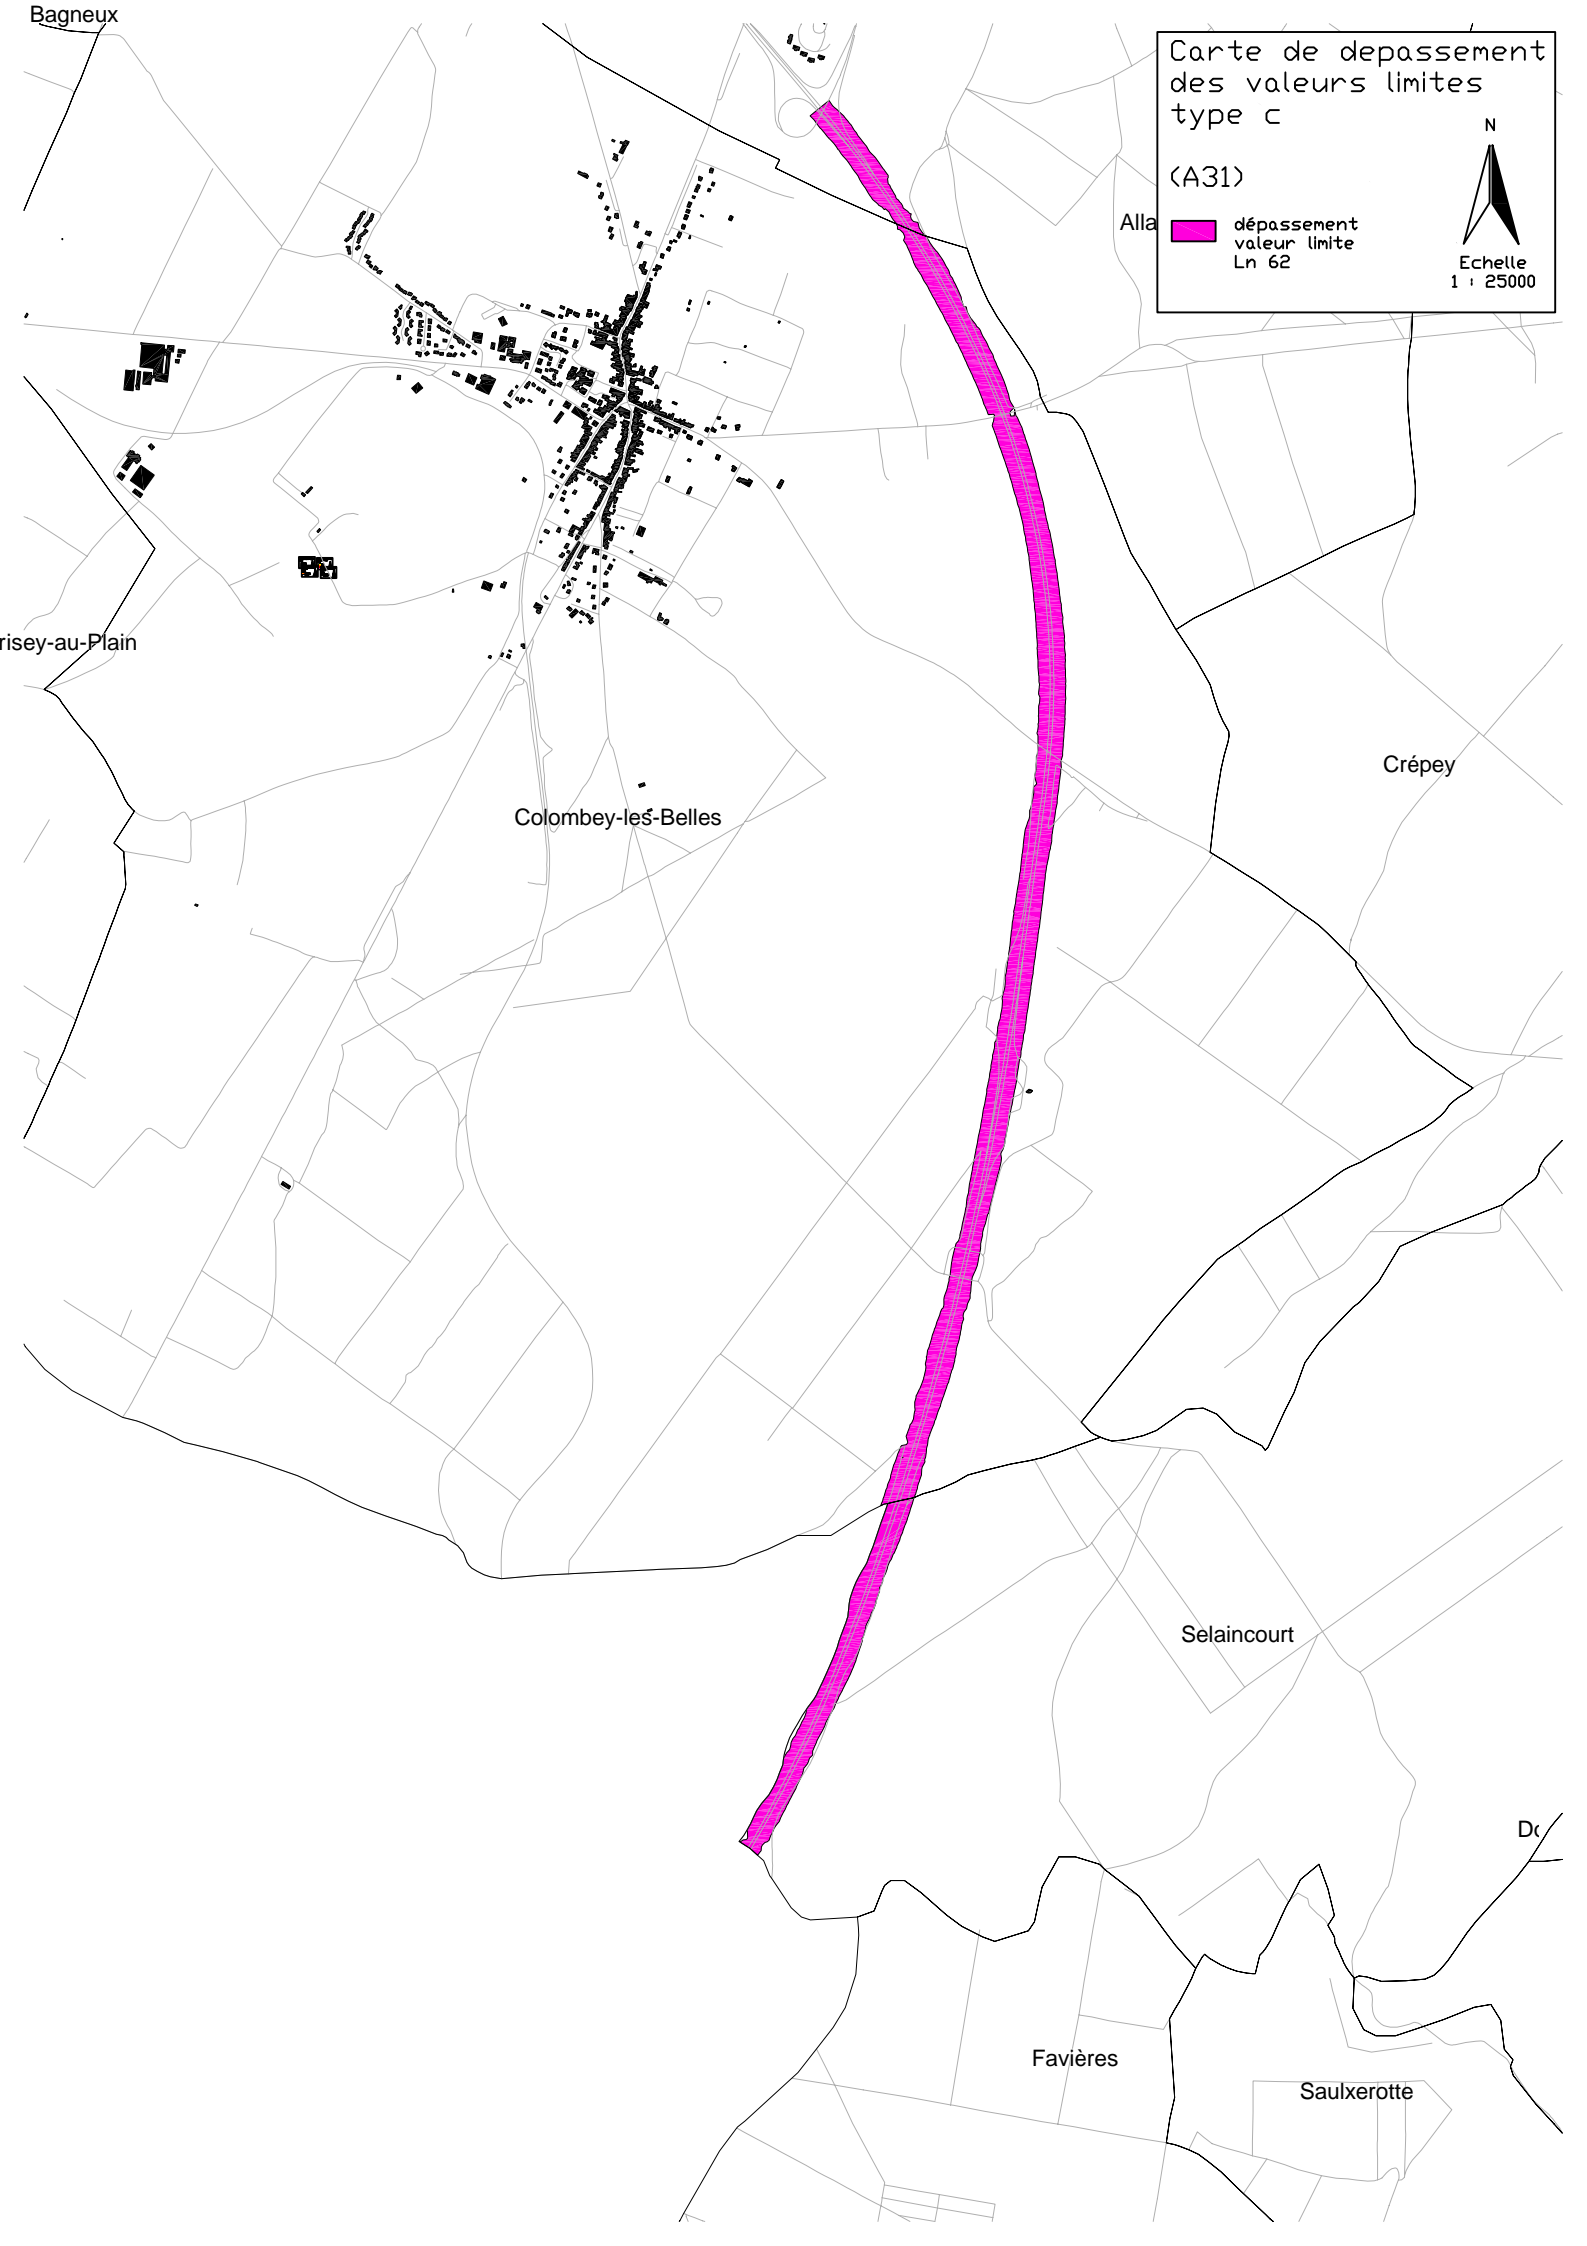 Bagneux
Carte de depassement
des valeurs limites
type c
N
(A31)
Alla
dépassement
valeur limite
Ln 62
Echelle
1 : 25000
risey-au-Plain
Crépey
Colombey-les-Belles
Selaincourt
Favières
Saulxerotte